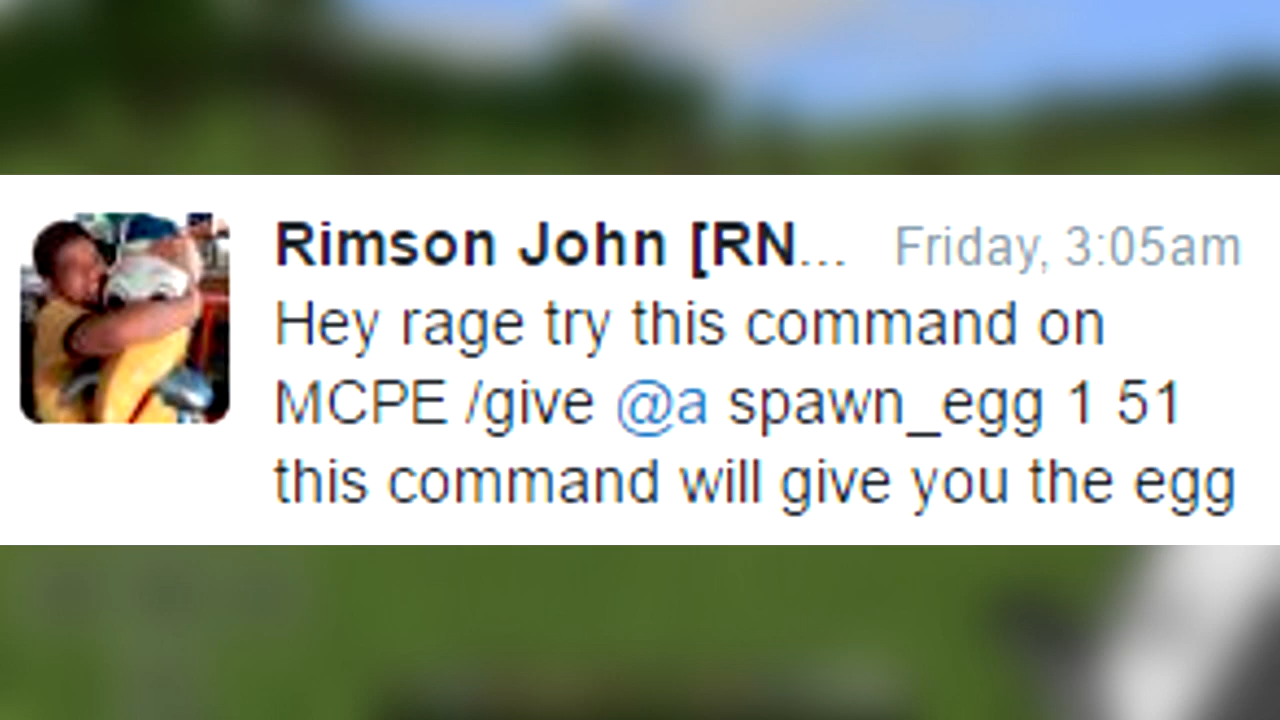 Rimson John [RN... Friday, 3:05am
Hey rage try this command on
MCPE /give @a spawn_egg 1 51
this command will give you the egg